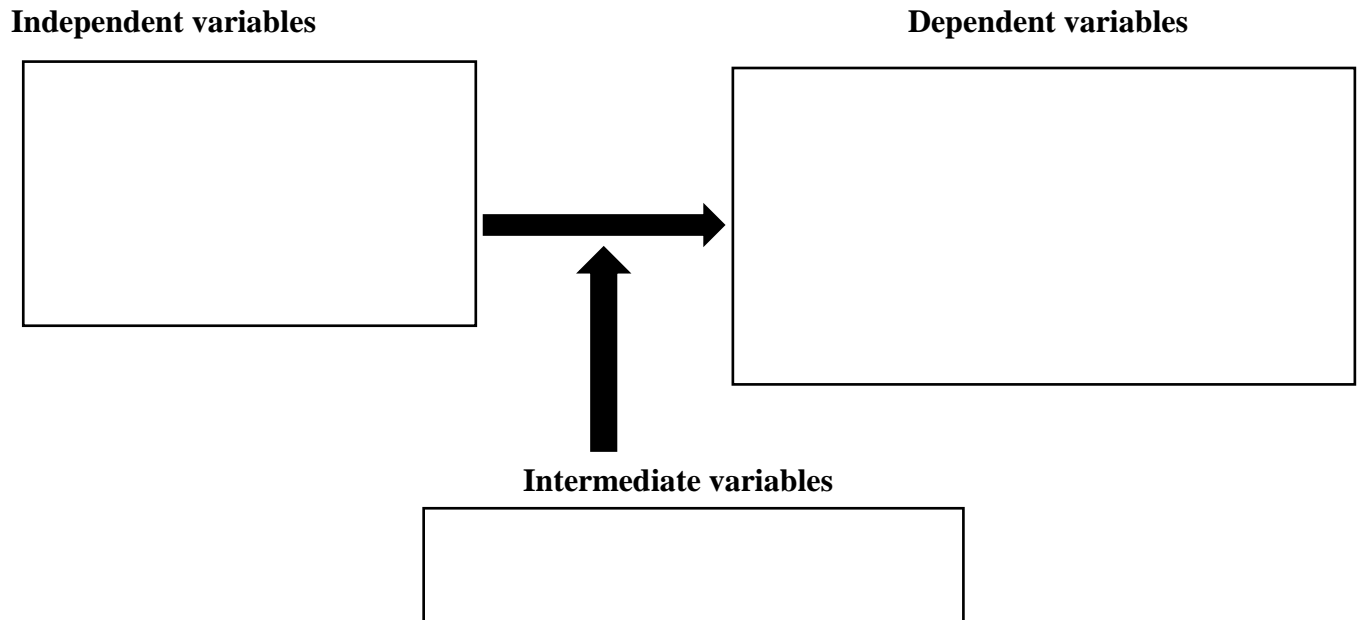 Independent variables
Dependent variables
Intermediate variables